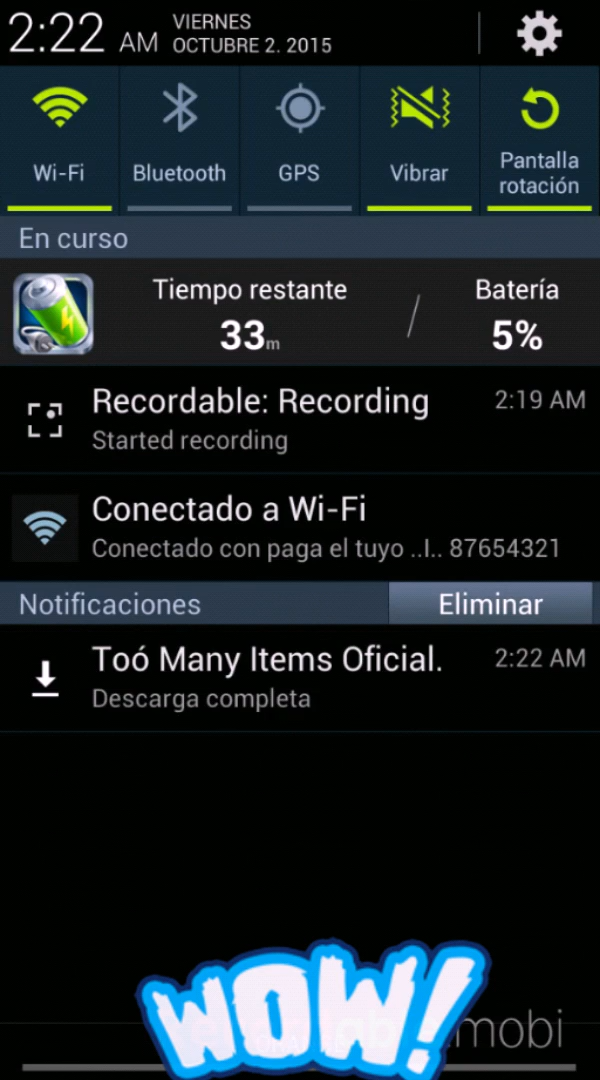 2:22 AM
VIERNES
OCTUBRE 2. 2015
Wi-Fi
Bluetooth
GPS
Vibrar
Pantalla
rotación
En curso
Tiempo restante
33m
Batería
5%
Recordable: Recording
2:19 AM
Started recording
Conectado a Wi-Fi
Conectado con paga el tuyo ..I.. 87654321
Notificaciones
Eliminar
Toó Many Items Oficial.
2:22 AM
Descarga completa
WOW!
mobi